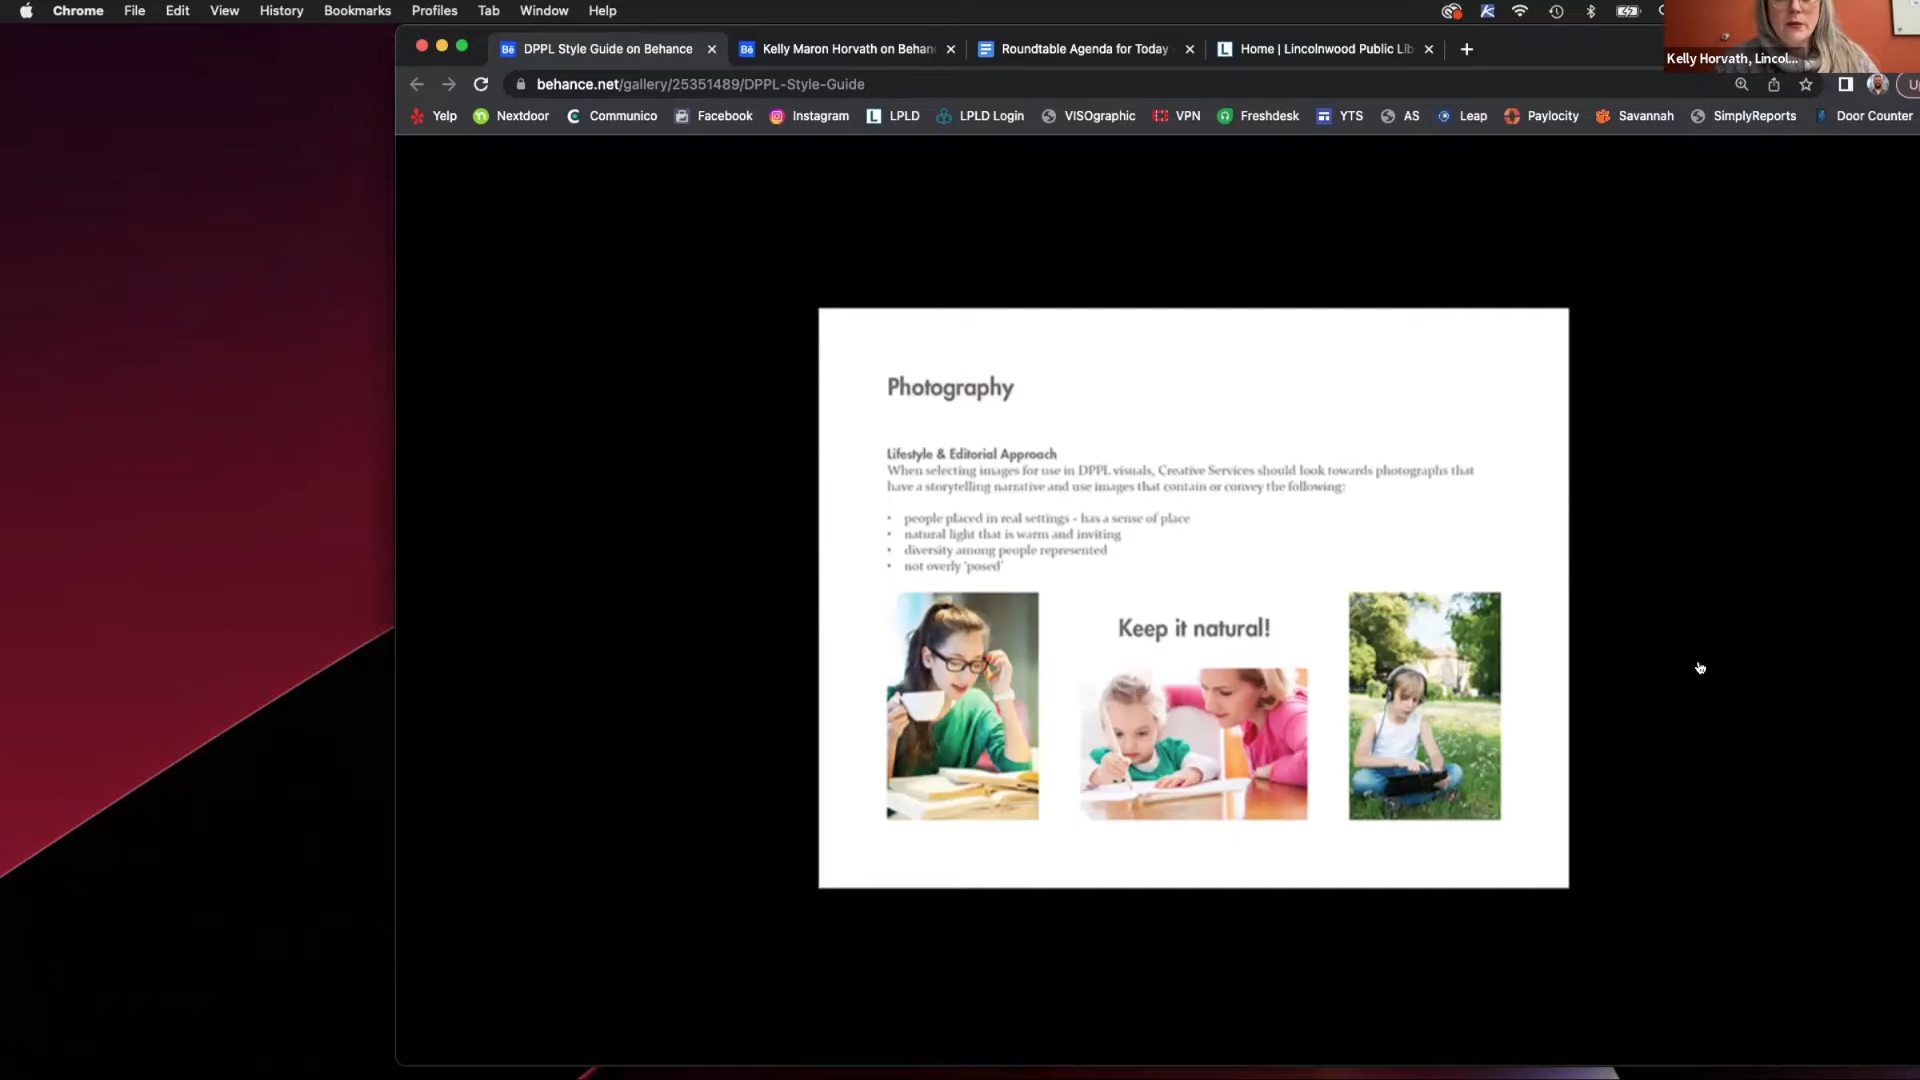 Chrome File Edit View History Bookmarks Profiles Tab Window Help
DPPL Style Guide on Behance
Kelly Maron Horvath on Behan
Roundtable Agenda for Today
Home | Lincolnwood Public Lib
behance.net/gallery/25351489/DPPL-Style-Guide
Yelp Nextdoor Communico Facebook Instagram LPLD LPLD Login VISOgraphic VPN Freshdesk YTS AS Leap Paylocity Savannah SimplyReports Door Counter
Kelly Horvath, Lincol...
Photography
Lifestyle & Editorial Approach
When selecting images for use in DPPL visuals, Creative Services should look towards photographs that
have a storytelling narrative and use images that contain or convey the following:
• people placed in real settings - has a sense of place
• natural light that is warm and inviting
• diversity among people represented
• not overly 'posed'
Keep it natural!